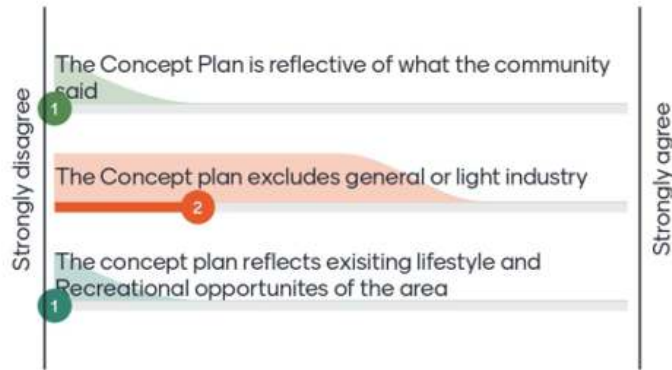 Strongly disagree
The Concept Plan is reflective of what the community
said
1
The Concept plan excludes general or light industry
2
The concept plan reflects exisiting lifestyle and
Recreational opportunites of the area
1
Strongly agree